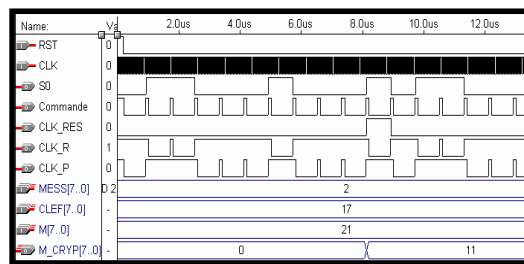 Name: Va 2.0us 4.0us 6.0us 8.0us 10.0us 12.0us
RST 0
CLK 0
S0 0
Commande 0
CLK_RES 0
CLK_R 1
CLK_P 0
MESS[7..0] D 2 2
CLEF[7..0] - 17
M[7..0] - 21
M_CRYP[7..0] - 0 11